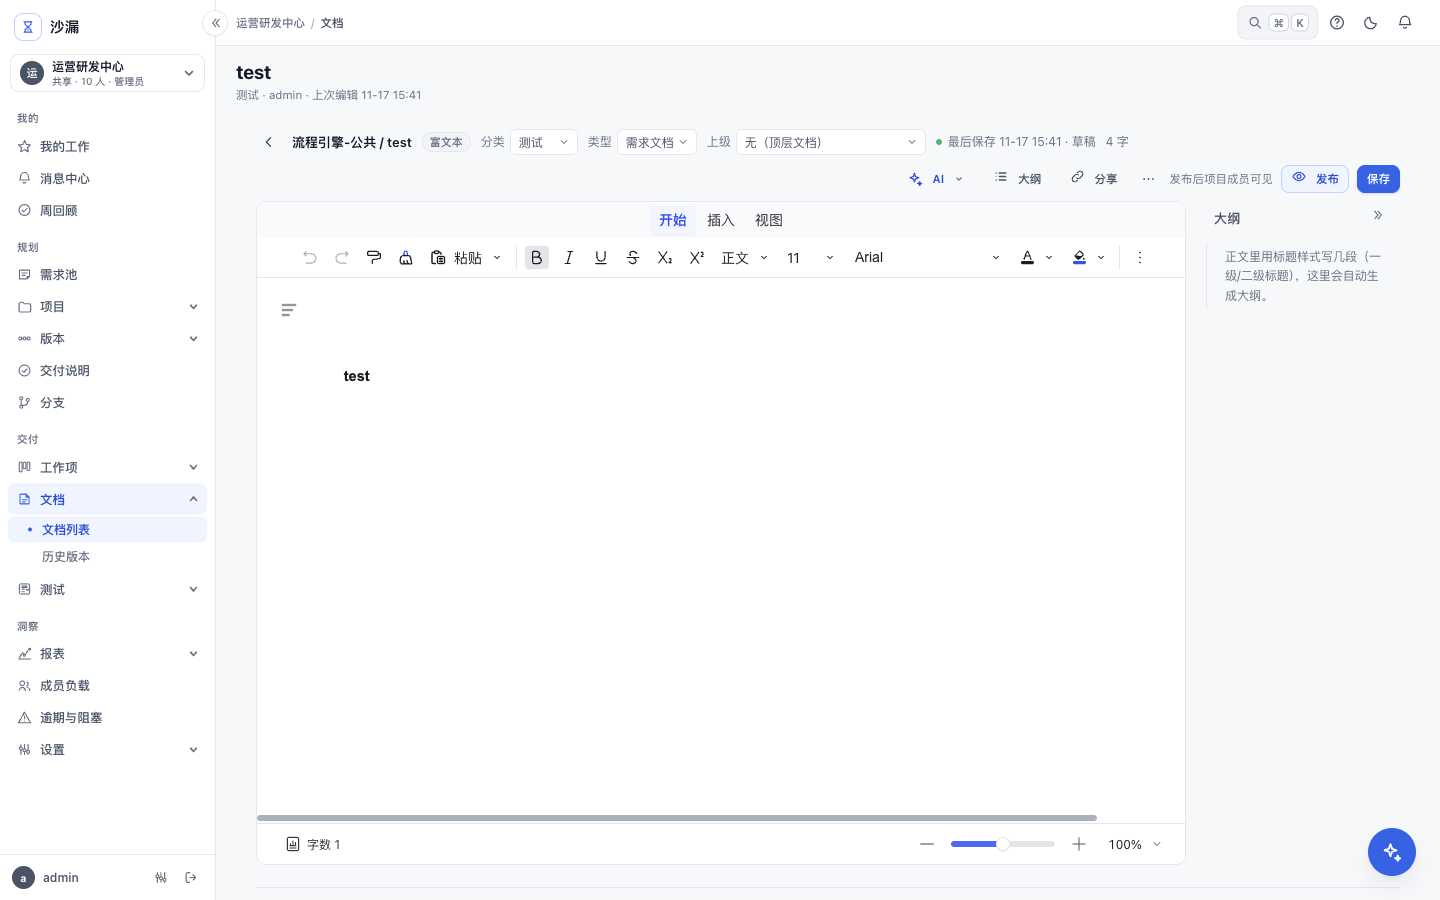 沙漏
运
运营研发中心
共享 · 10 人 · 管理员
我的
我的工作
消息中心
周回顾
规划
需求池
项目
版本
交付说明
分支
交付
工作项
文档
文档列表
历史版本
测试
洞察
报表
成员负载
逾期与阻塞
设置
a admin
运营研发中心 / 文档
⌘ K
test
测试 · admin · 上次编辑 11-17 15:41
流程引擎-公共 / test 富文本 分类 测试 类型 需求文档 上级 无（顶层文档） 最后保存 11-17 15:41 · 草稿 4 字
AI 大纲 分享 ··· 发布后项目成员可见 发布 保存
开始 插入 视图
粘贴 B I U S X₂ X² 正文 11 Arial A
test
字数 1
100%
大纲
正文里用标题样式写几段（一
级/二级标题），这里会自动生
成大纲。